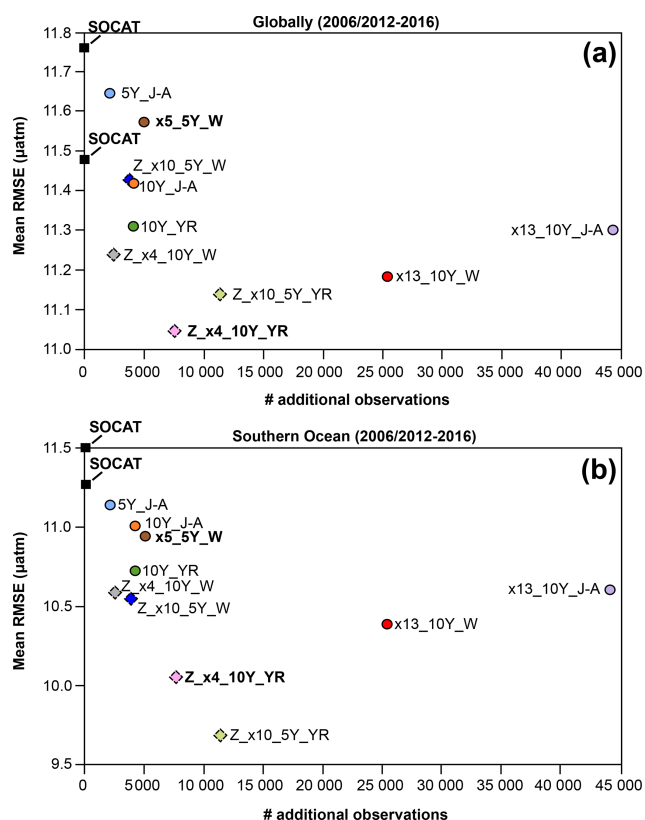 Globally (2006/2012-2016)
(a)
SOCAT
5Y_J-A
x5_5Y_W
SOCAT
Z_x10_5Y_W
10Y_J-A
10Y_YR
x13_10Y_J-A
Z_x4_10Y_W
x13_10Y_W
Z_x10_5Y_YR
Z_x4_10Y_YR
11.8
11.7
11.6
11.5
11.4
11.3
11.2
11.1
11.0
Mean RMSE (µatm)
0 5000 10 000 15 000 20 000 25 000 30 000 35 000 40 000 45 000
# additional observations
Southern Ocean (2006/2012-2016)
(b)
SOCAT
SOCAT
5Y_J-A
10Y_J-A
x5_5Y_W
10Y_YR
Z_x4_10Y_W
x13_10Y_J-A
Z_x10_5Y_W
x13_10Y_W
Z_x4_10Y_YR
Z_x10_5Y_YR
11.5
11.0
10.5
10.0
9.5
Mean RMSE (µatm)
0 5000 10 000 15 000 20 000 25 000 30 000 35 000 40 000 45 000
# additional observations